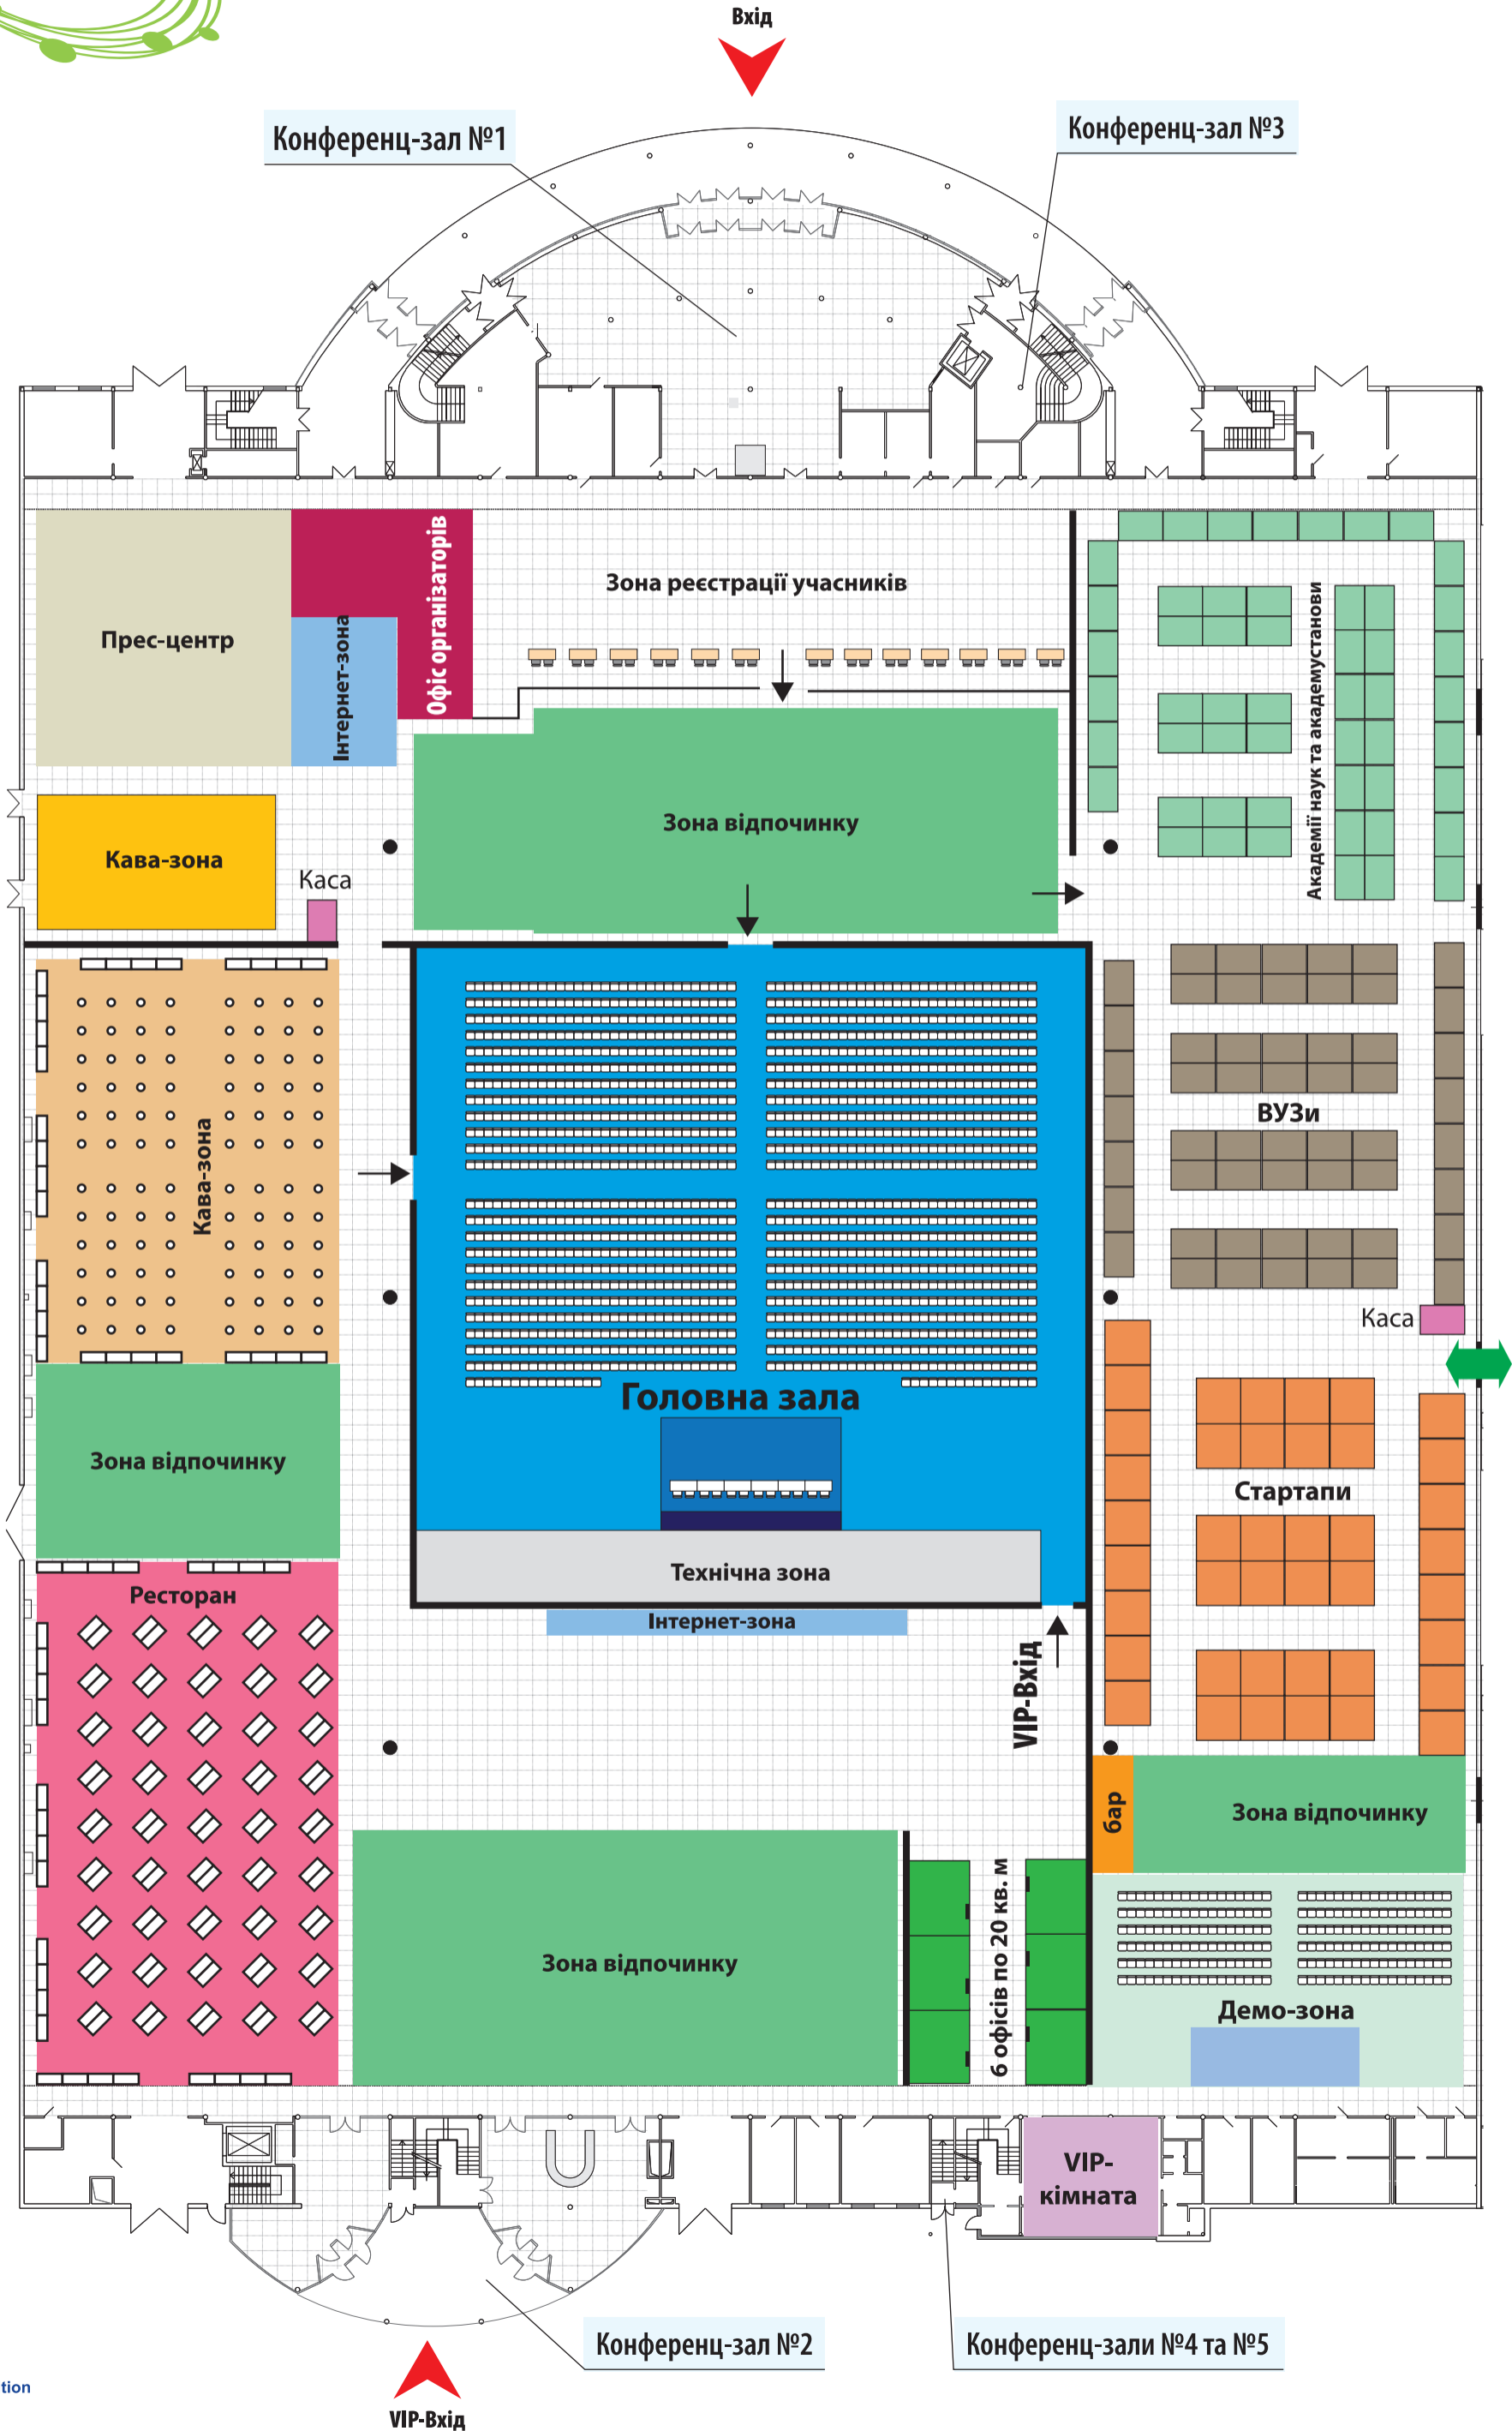 Вхід
Конференц-зал №1
Конференц-зал №3
Прес-центр
Інтернет-зона
Офіс організаторів
Зона реєстрації учасників
Академії наук та академустанови
Зона відпочинку
Кава-зона
Каса
Кава-зона
ВУЗи
Каса
Головна зала
Зона відпочинку
Стартапи
Технічна зона
Ресторан
Інтернет-зона
VIP-Вхід
бар
Зона відпочинку
Зона відпочинку
6 офісів по 20 кв. м
Демо-зона
VIP-
кімната
Конференц-зал №2
Конференц-зали №4 та №5
tion
VIP-Вхід